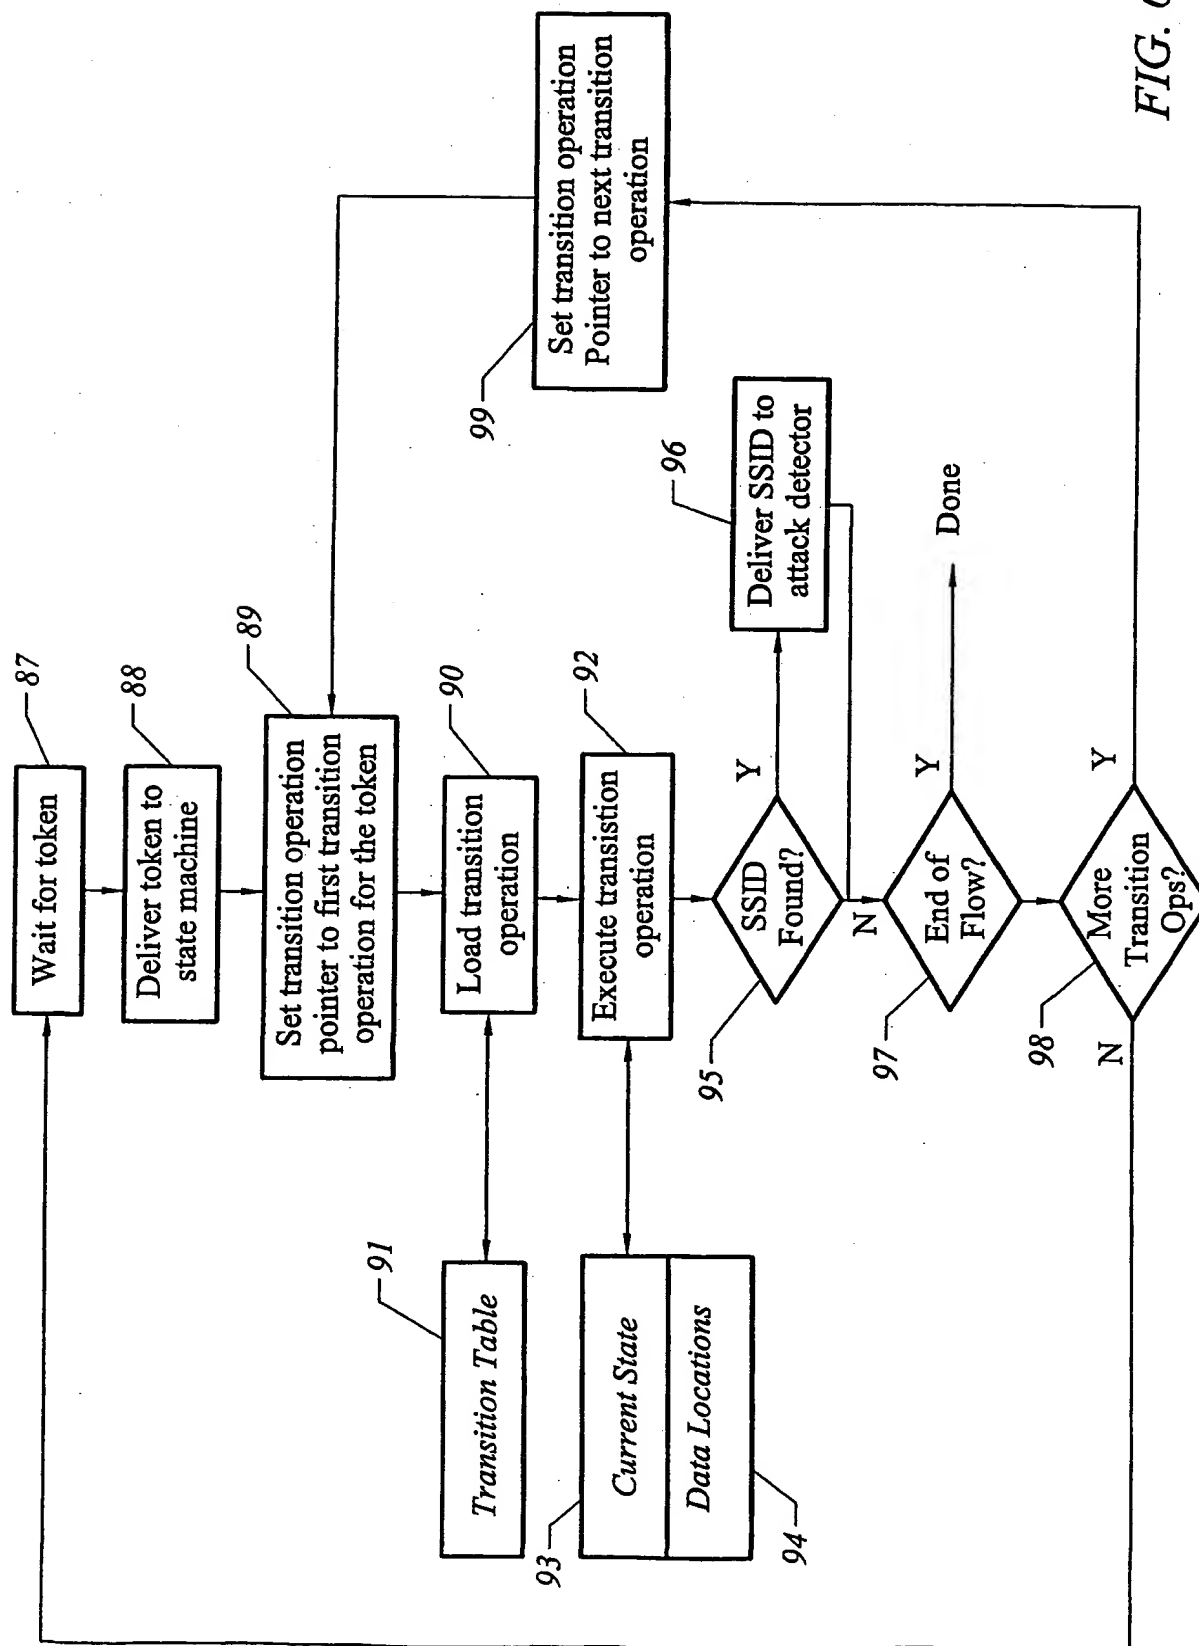 87
Wait for token
88
Deliver token to
state machine
89
Set transition operation
pointer to first transition
operation for the token
90
Load transition
operation
91
Transition Table
92
Execute transistion
operation
93
Current State
Data Locations
94
95
SSID
Found?
Y
N
96
Deliver SSID to
attack detector
97
End of
Flow?
Y
Done
98
More
Transition
Ops?
Y
N
99
Set transition operation
Pointer to next transition
operation
FIG.